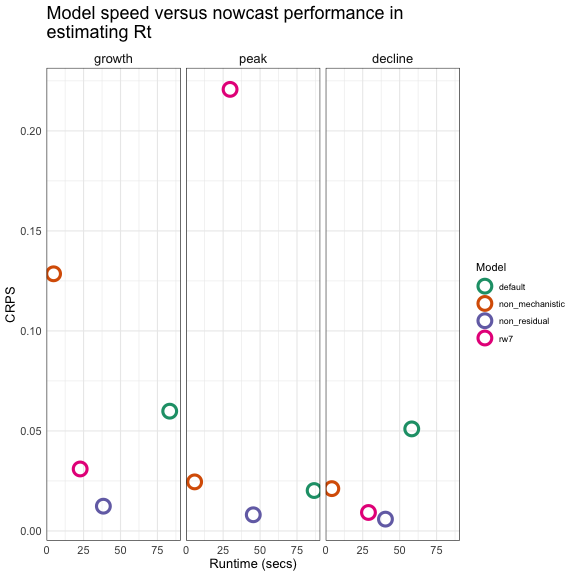 Model speed versus nowcast performance in
estimating Rt
growth peak decline
CRPS
0.20
0.15
0.10
0.05
0.00
0 25 50 75 0 25 50 75 0 25 50 75
Runtime (secs)
Model
default
non_mechanistic
non_residual
rw7